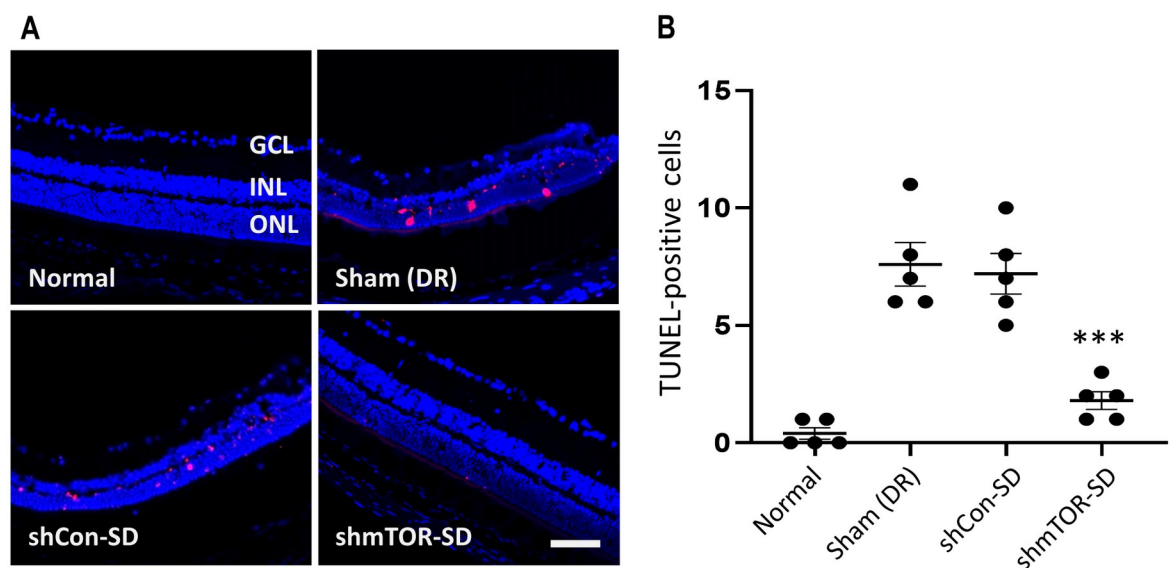 A
GCL
INL
ONL
Normal
Sham (DR)
shCon-SD
shmTOR-SD
B
TUNEL-positive cells
15
10
5
0
***
Normal
Sham (DR)
shCon-SD
shmTOR-SD